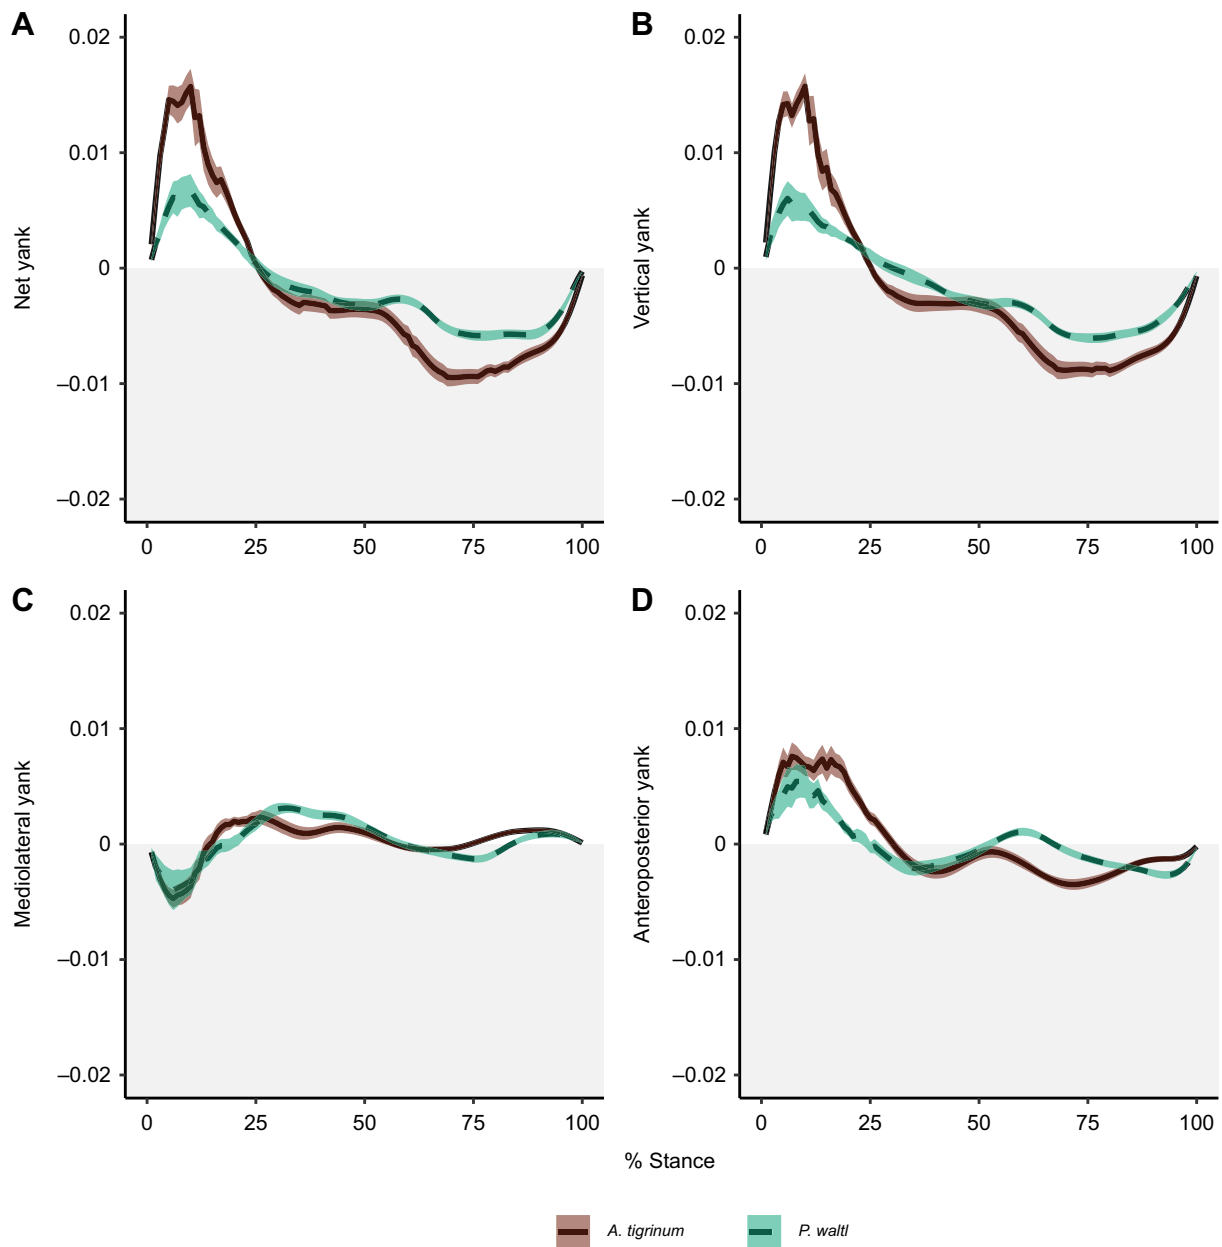 A
B
0.02
0.01
0
–0.01
–0.02
Net yank
0 25 50 75 100
0.02
0.01
0
–0.01
–0.02
Vertical yank
0 25 50 75 100
C
D
0.02
0.01
0
–0.01
–0.02
Mediolateral yank
0 25 50 75 100
0.02
0.01
0
–0.01
–0.02
Anteroposterior yank
0 25 50 75 100
% Stance
A. tigrinum
P. waltl